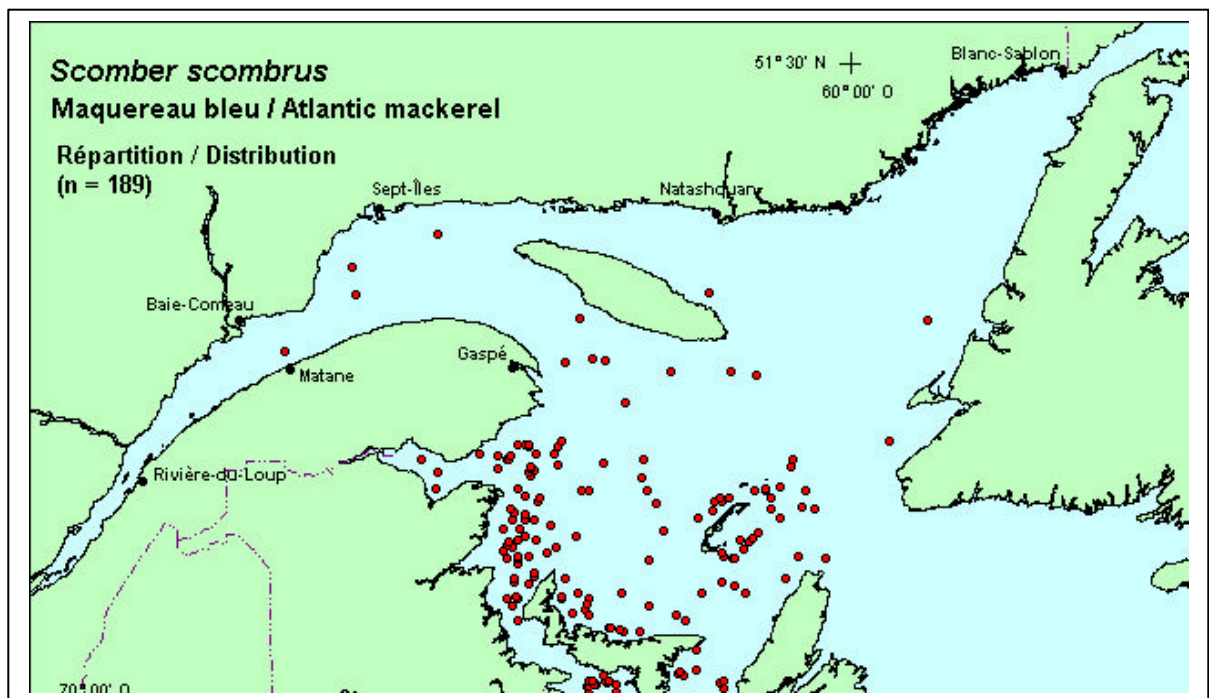 Scomber scombrus
Maquereau bleu / Atlantic mackerel
Répartition / Distribution
(n = 189)
51° 30' N
60° 00' O
Blanc-Sablon
Sept-Îles
Natashquan
Baie-Comeau
Gaspé
Matane
Rivière-du-Loup
70° 00' O